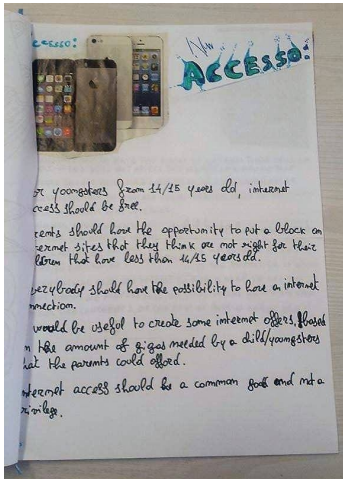 ccesso:
ACCESSO:
or youngsters from 14/15 years old, internet
ccess should be free.
rents should have the opportunity to put a block on
ternet sites that they think are not right for their
ldren that have less than 14/15 years old.
verybody should have the possibility to have an internet
nnection.
would be useful to create some internet offers, based
n the amount of gigas needed by a child/youngsters
hat the parents could afford.
nternet access should be a common good and not a
rivilege.